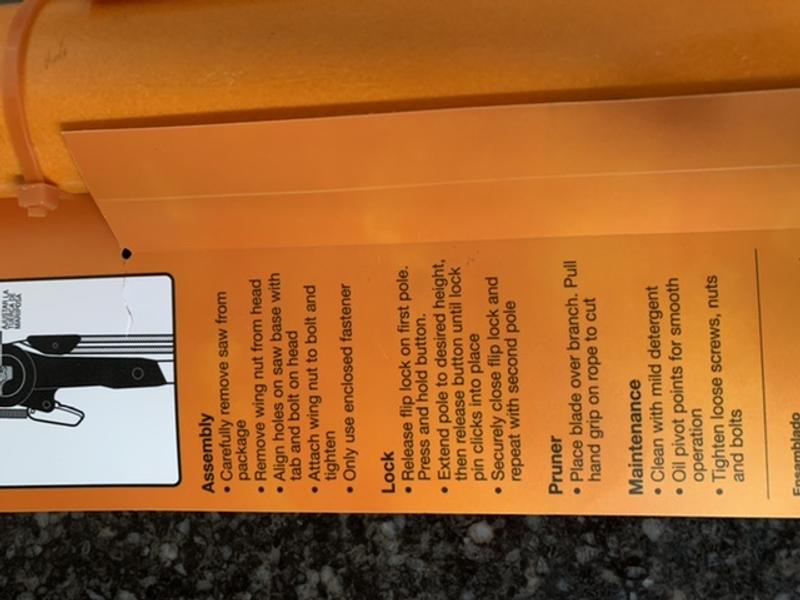 AJUSTAR LA
TUERCA DE
MARIPOSA
Assembly
• Carefully remove saw from
package
• Remove wing nut from head
• Align holes on saw base with
tab and bolt on head
• Attach wing nut to bolt and
tighten
• Only use enclosed fastener
Lock
• Release flip lock on first pole.
Press and hold button.
• Extend pole to desired height,
then release button until lock
pin clicks into place
• Securely close flip lock and
repeat with second pole
Pruner
• Place blade over branch. Pull
hand grip on rope to cut
Maintenance
• Clean with mild detergent
• Oil pivot points for smooth
operation
• Tighten loose screws, nuts
and bolts
Ensamblado